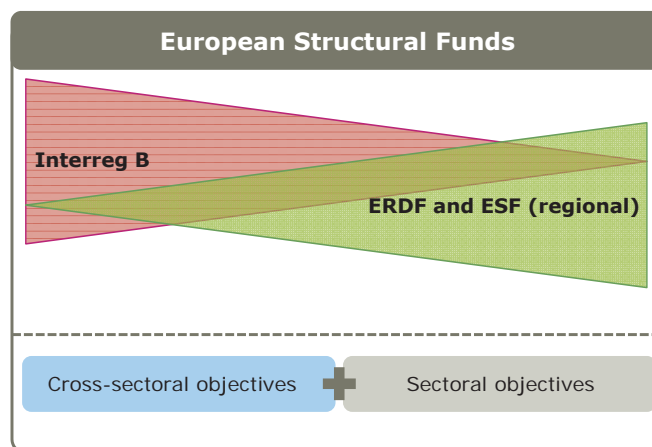 European Structural Funds
Interreg B
ERDF and ESF (regional)
Cross-sectoral objectives
Sectoral objectives